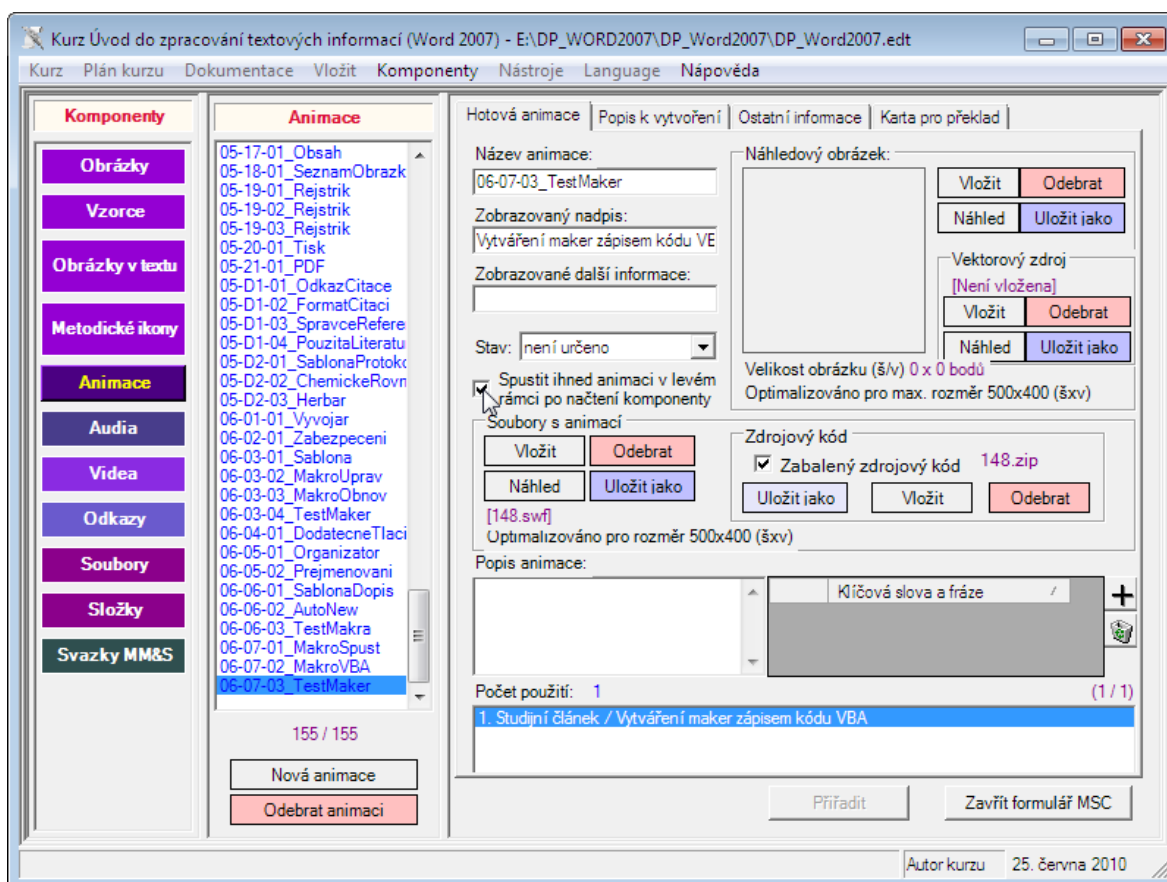 Kurz Úvod do zpracování textových informací (Word 2007) - E:\DP_WORD2007\DP_Word2007\DP_Word2007.edt
Kurz Plán kurzu Dokumentace Vložit Komponenty Nástroje Language Nápověda
Komponenty
Obrázky
Vzorce
Obrázky v textu
Metodické ikony
Animace
Audia
Videa
Odkazy
Soubory
Složky
Svazky MM&S
Animace
05-17-01_Obsah
05-18-01_SeznamObrazk
05-19-01_Rejstrik
05-19-02_Rejstrik
05-19-03_Rejstrik
05-20-01_Tisk
05-21-01_PDF
05-D1-01_OdkazCitace
05-D1-02_FormatCitaci
05-D1-03_SpravceRefere
05-D1-04_PouzitaLiteratu
05-D2-01_SablonaProtoko
05-D2-02_ChemickeRovn
05-D2-03_Herbar
06-01-01_Vyvojar
06-02-01_Zabezpeceni
06-03-01_Sablona
06-03-02_MakroUprav
06-03-03_MakroObnov
06-03-04_TestMaker
06-04-01_DodatecneTlaci
06-05-01_Organizator
06-05-02_Prejmenovani
06-06-01_SablonaDopis
06-06-02_AutoNew
06-06-03_TestMakra
06-07-01_MakroSpust
06-07-02_MakroVBA
06-07-03_TestMaker
155 / 155
Nová animace
Odebrat animaci
Hotová animace Popis k vytvoření Ostatní informace Karta pro překlad
Název animace:
06-07-03_TestMaker
Zobrazovaný nadpis:
Vytváření maker zápisem kódu VE
Zobrazované další informace:
Stav: není určeno
Spustit ihned animaci v levém
rámci po načtení komponenty
Náhledový obrázek:
Vložit Odebrat
Náhled Uložit jako
Vektorový zdroj
[Není vložena]
Vložit Odebrat
Náhled Uložit jako
Velikost obrázku (š/v) 0 x 0 bodů
Optimalizováno pro max. rozměr 500x400 (šxv)
Soubory s animací
Vložit Odebrat
Náhled Uložit jako
[148.swf]
Optimalizováno pro rozměr 500x400 (šxv)
Zdrojový kód
Zabalený zdrojový kód 148.zip
Uložit jako Vložit Odebrat
Popis animace:
Klíčová slova a fráze /
Počet použití: 1 (1 / 1)
1. Studijní článek / Vytváření maker zápisem kódu VBA
Přiřadit Zavřít formulář MSC
Autor kurzu 25. června 2010